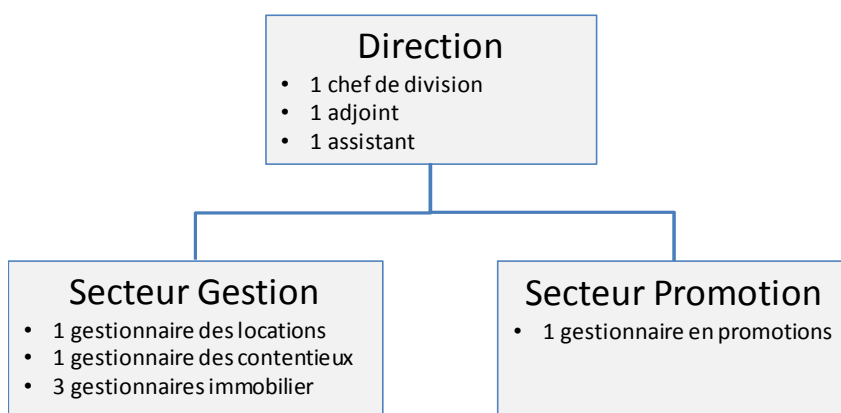 Direction
• 1 chef de division
• 1 adjoint
• 1 assistant
Secteur Gestion
• 1 gestionnaire des locations
• 1 gestionnaire des contentieux
• 3 gestionnaires immobilier
Secteur Promotion
• 1 gestionnaire en promotions